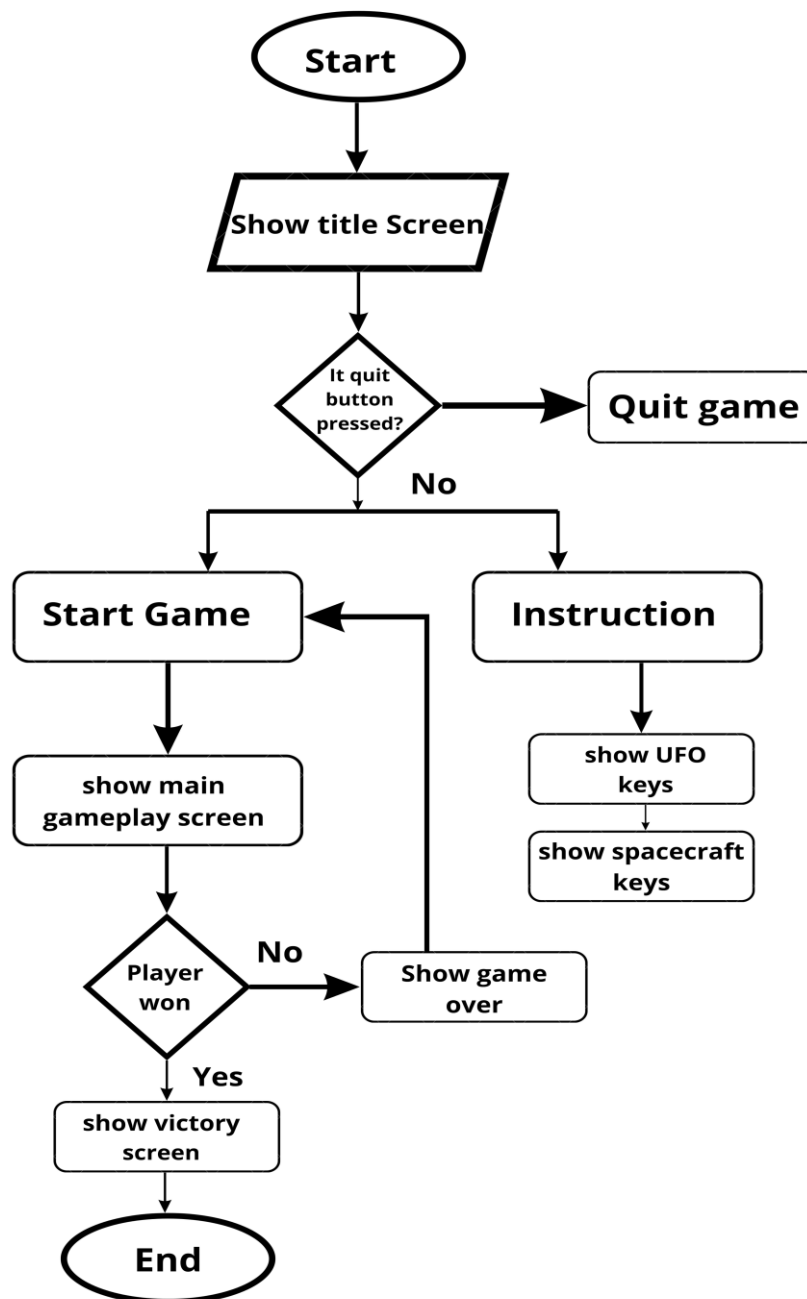 Start
Show title Screen
It quit
button
pressed?
Quit game
No
Start Game
Instruction
show main
gameplay screen
show UFO
keys
show spacecraft
keys
Player
won
No
Show game
over
Yes
show victory
screen
End